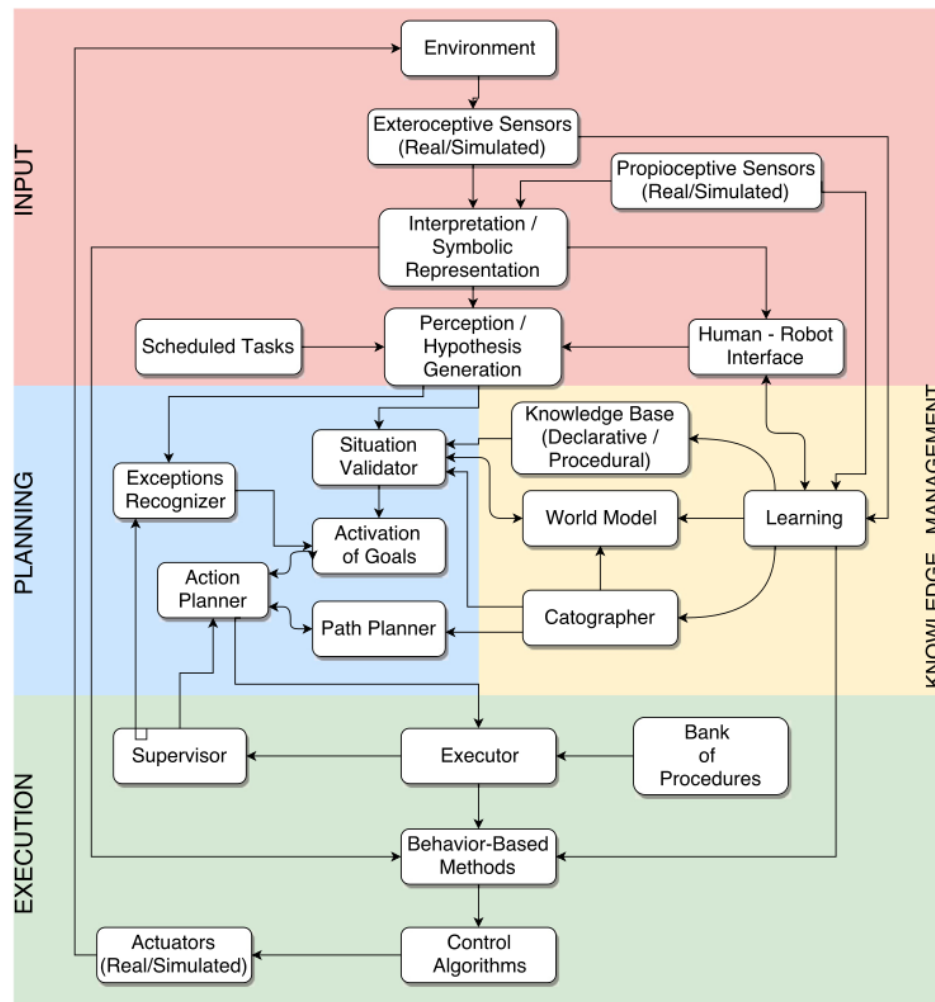 Environment
Exteroceptive Sensors
(Real/Simulated)
Propioceptive Sensors
(Real/Simulated)
INPUT
Interpretation /
Symbolic
Representation
Scheduled Tasks
Perception /
Hypothesis
Generation
Human - Robot
Interface
PLANNING
KNOWLEDGE MANAGEMENT
Situation
Validator
Knowledge Base
(Declarative /
Procedural)
Exceptions
Recognizer
Activation
of Goals
World Model
Learning
Action
Planner
Path Planner
Catographer
EXECUTION
Supervisor
Executor
Bank
of
Procedures
Behavior-Based
Methods
Actuators
(Real/Simulated)
Control
Algorithms